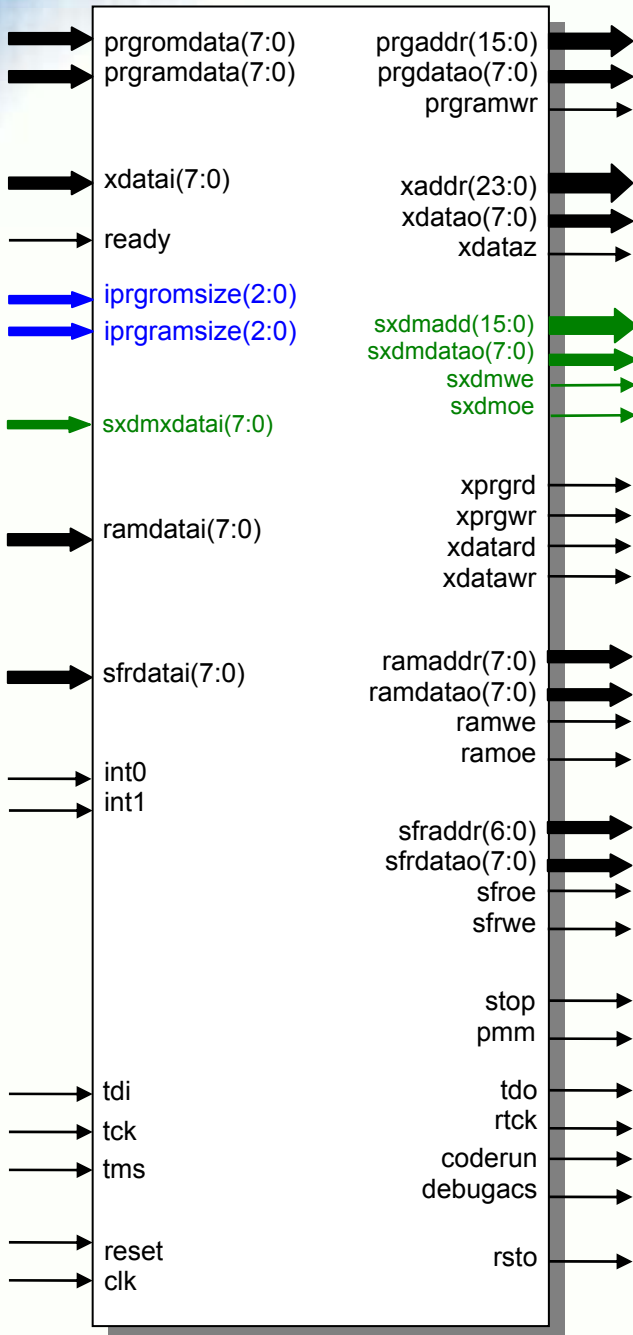 prgromdata(7:0)
prgramdata(7:0)
xdatai(7:0)
ready
iprgromsize(2:0)
iprgramsize(2:0)
sxdmxdatai(7:0)
ramdatai(7:0)
sfrdatai(7:0)
int0
int1
tdi
tck
tms
reset
clk
prgaddr(15:0)
prgdatao(7:0)
prgramwr
xaddr(23:0)
xdatao(7:0)
xdataz
sxdmadd(15:0)
sxdmdatao(7:0)
sxdmwe
sxdmoe
xprgrd
xprgwr
xdatard
xdatawr
ramaddr(7:0)
ramdatao(7:0)
ramwe
ramoe
sfraddr(6:0)
sfrdatao(7:0)
sfroe
sfrwe
stop
pmm
tdo
rtck
coderun
debugacs
rsto